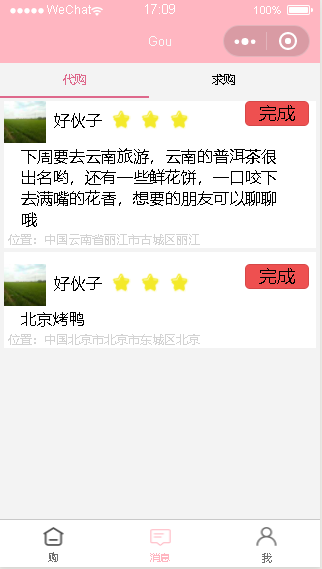 WeChat 17:09 100%
Gou
代购 求购
好伙子 完成
下周要去云南旅游，云南的普洱茶很
出名哟，还有一些鲜花饼，一口咬下
去满嘴的花香，想要的朋友可以聊聊
哦
位置：中国云南省丽江市古城区丽江
好伙子 完成
北京烤鸭
位置：中国北京市北京市东城区北京
购 消息 我